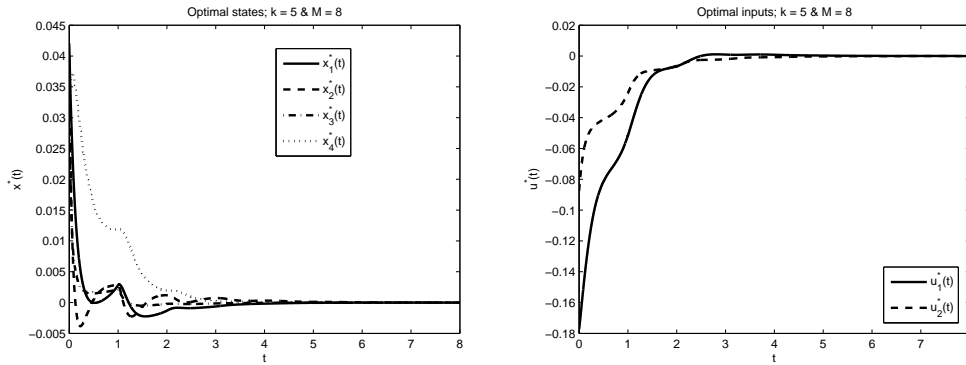 Optimal states; k = 5 & M = 8
x*(t)
0.045
0.04
0.035
0.03
0.025
0.02
0.015
0.01
0.005
0
−0.005
x₁*(t)
x₂*(t)
x₃*(t)
x₄*(t)
0 1 2 3 4 5 6 7 8
t
Optimal inputs; k = 5 & M = 8
u*(t)
0.02
0
−0.02
−0.04
−0.06
−0.08
−0.1
−0.12
−0.14
−0.16
−0.18
u₁*(t)
u₂*(t)
0 1 2 3 4 5 6 7
t